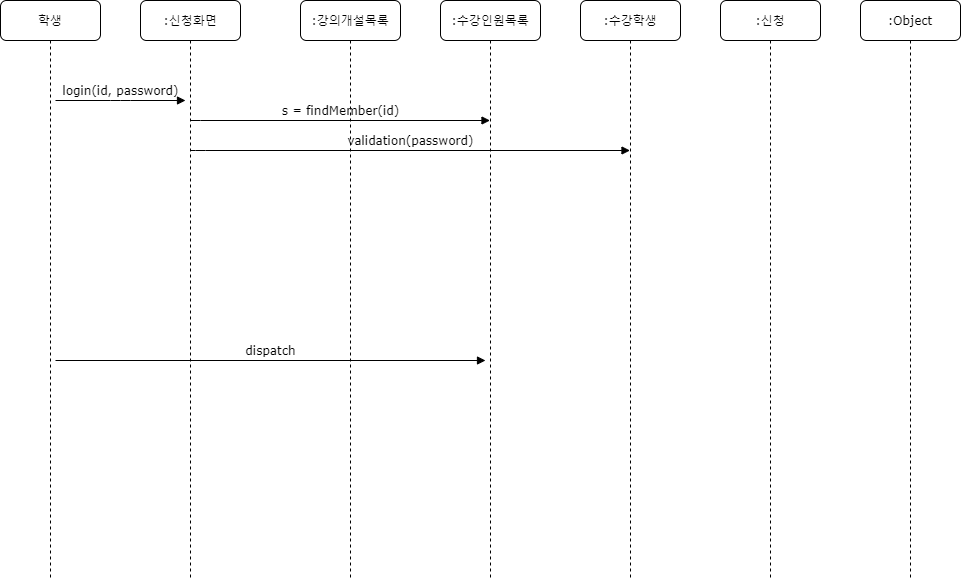 학생
:신청화면
:강의개설목록
:수강인원목록
:수강학생
:신청
:Object
login(id, password)
s = findMember(id)
validation(password)
dispatch